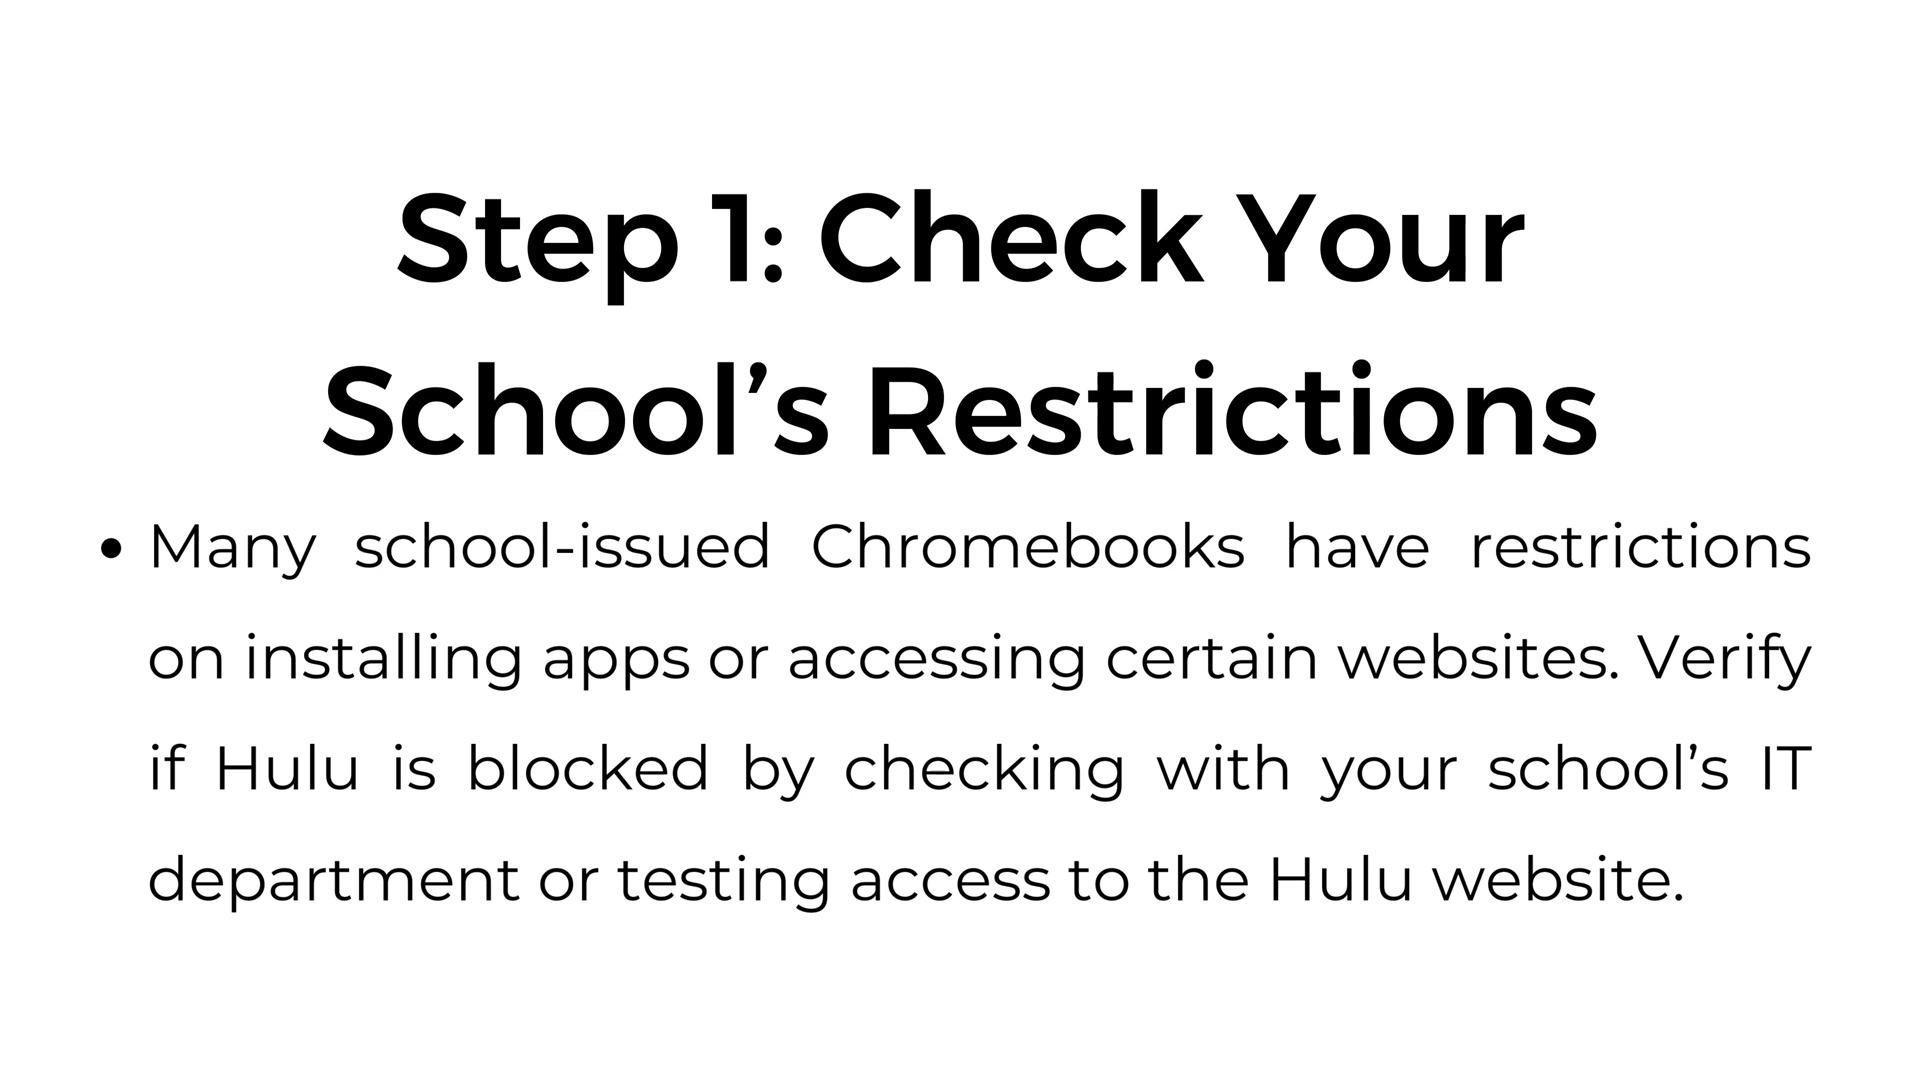 Step 1: Check Your
School’s Restrictions
• Many school-issued Chromebooks have restrictions
on installing apps or accessing certain websites. Verify
if Hulu is blocked by checking with your school’s IT
department or testing access to the Hulu website.